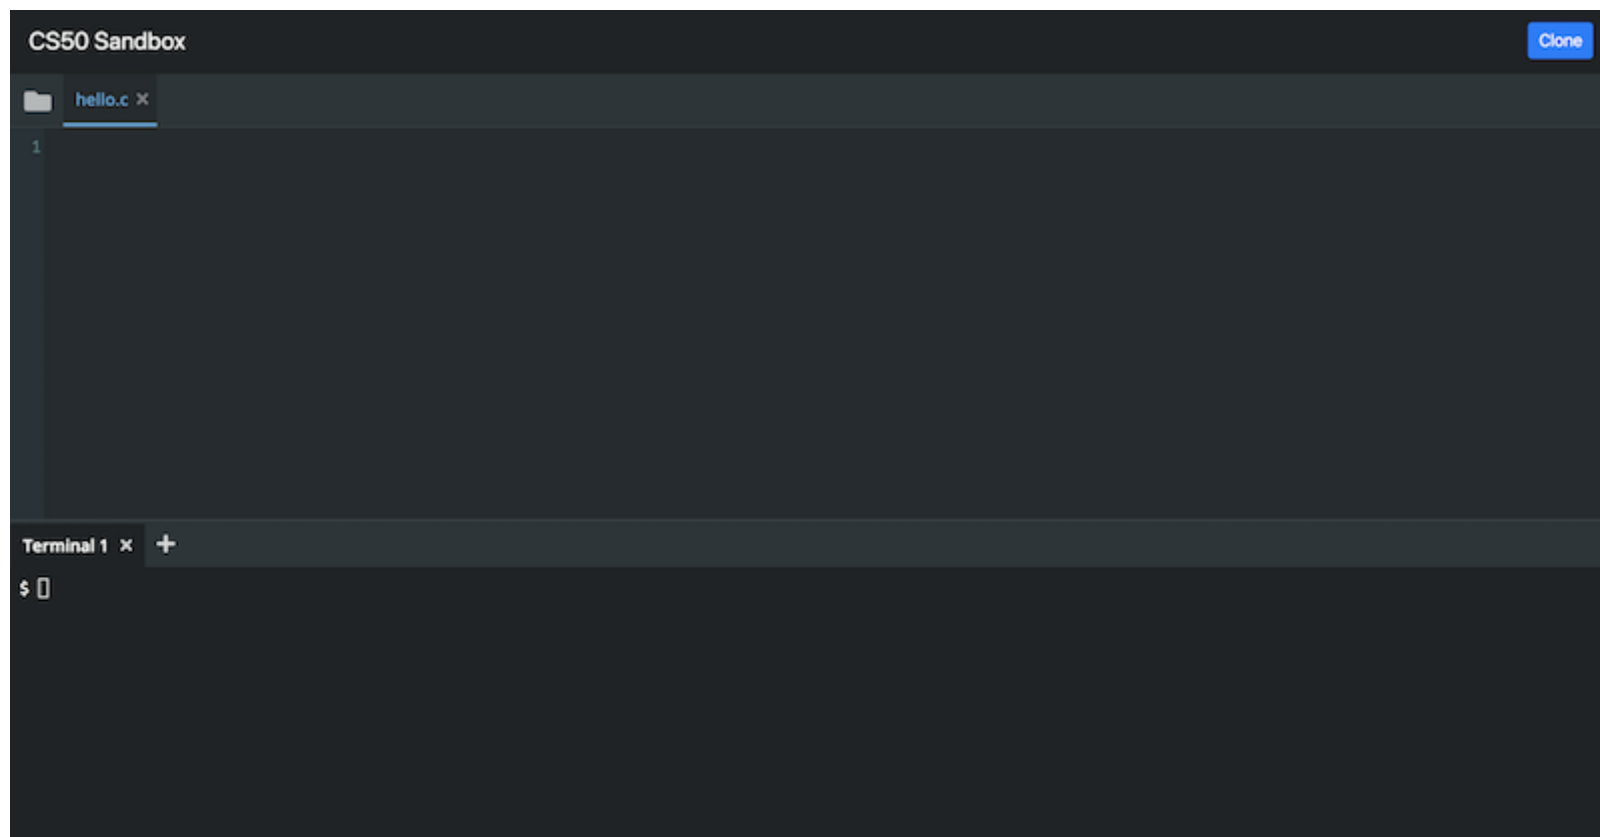 CS50 Sandbox
Clone
hello.c ×
1
Terminal 1 × +
$